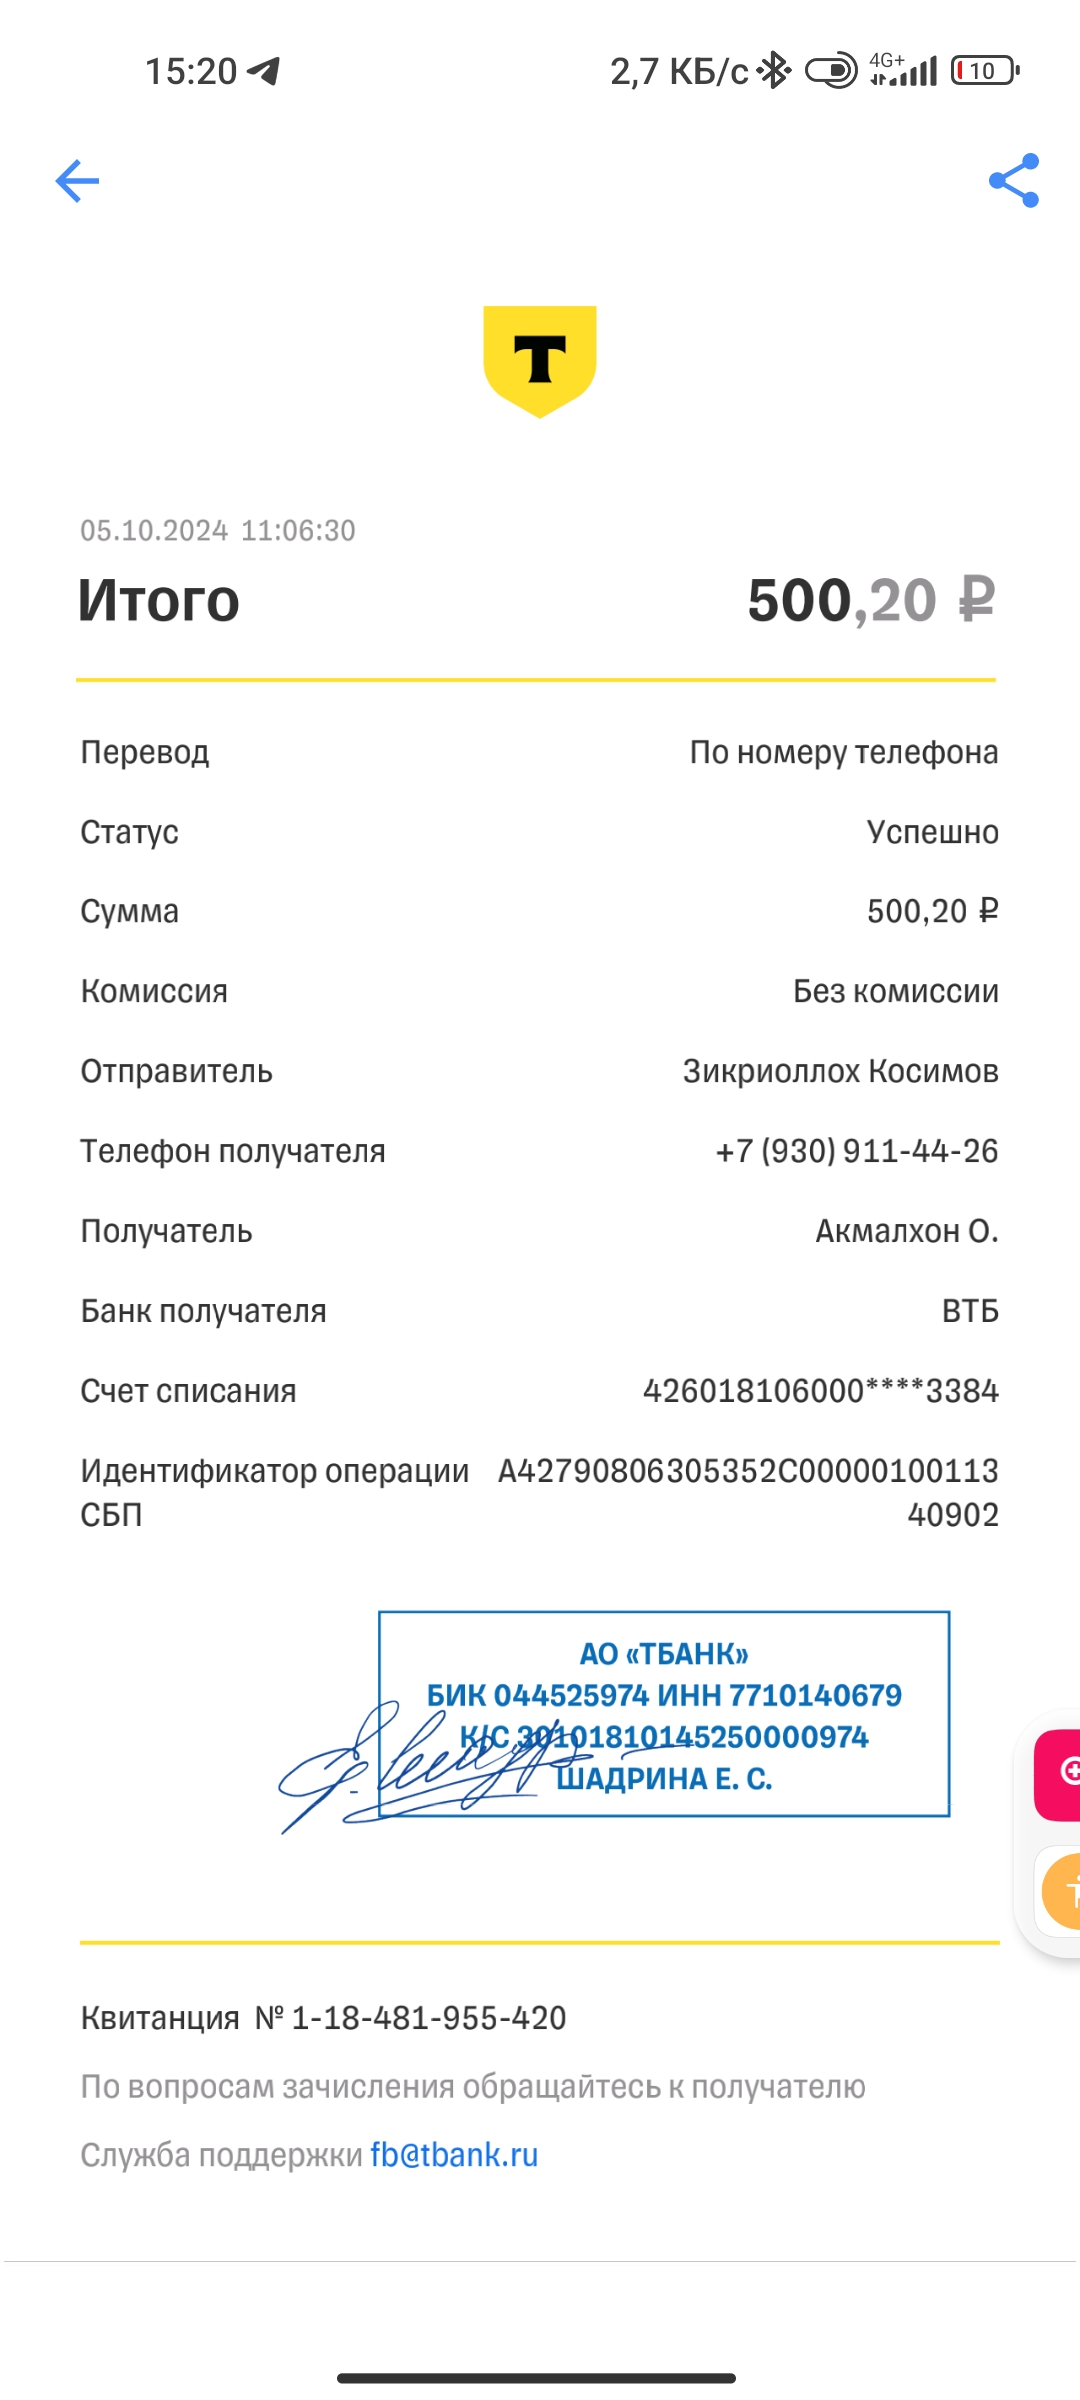 15:20
2,7 КБ/с 4G+ 10
T
05.10.2024 11:06:30
Итого 500,20 ₽
Перевод По номеру телефона
Статус Успешно
Сумма 500,20 ₽
Комиссия Без комиссии
Отправитель Зикриоллох Косимов
Телефон получателя +7 (930) 911-44-26
Получатель Акмалхон О.
Банк получателя ВТБ
Счет списания 426018106000****3384
Идентификатор операции A42790806305352C00000100113
СБП 40902
АО «ТБАНК»
БИК 044525974 ИНН 7710140679
К/С 30101810145250000974
ШАДРИНА Е. С.
Квитанция № 1-18-481-955-420
По вопросам зачисления обращайтесь к получателю
Служба поддержки fb@tbank.ru